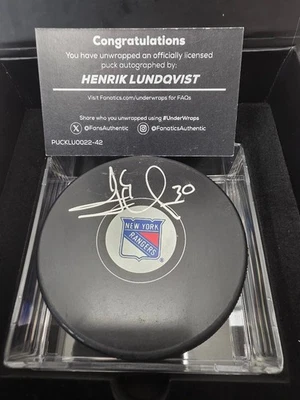 Congratulations
You have unwrapped an officially licensed
puck autographed by:
HENRIK LUNDQVIST
Visit Fanatics.com/underwraps for FAQs
Share who you unwrapped using #UnderWraps
@FansAuthentic @FanaticsAuthentic
PUCKLU0022-42
30
NEW YORK
RANGERS